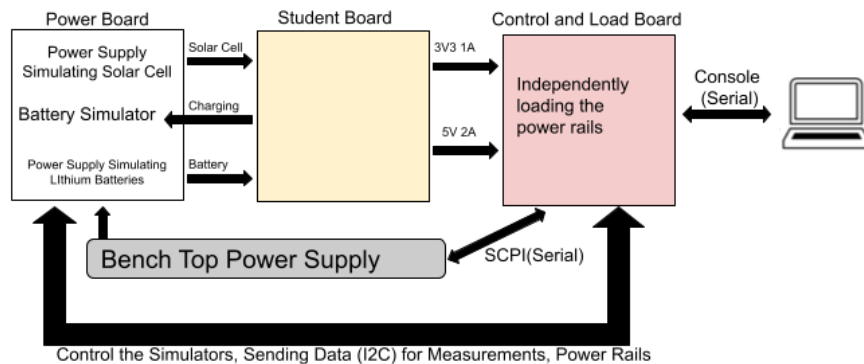 Power Board
Student Board
Control and Load Board
Power Supply
Simulating Solar Cell
Solar Cell
3V3 1A
Independently
loading the
power rails
Console
(Serial)
Battery Simulator
Charging
5V 2A
Power Supply Simulating
LIthium Batteries
Battery
Bench Top Power Supply
SCPI(Serial)
Control the Simulators, Sending Data (I2C) for Measurements, Power Rails